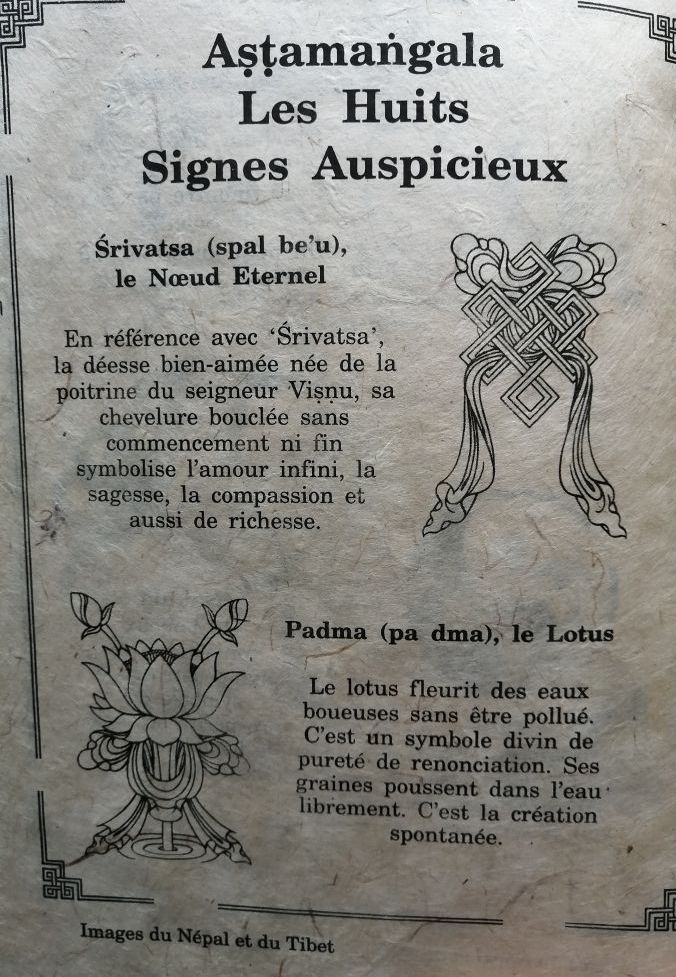 Aṣṭamaṅgala
Les Huits
Signes Auspicieux
Śrivatsa (spal be'u),
le Nœud Eternel
En référence avec ‘Śrivatsa’,
la déesse bien-aimée née de la
poitrine du seigneur Viṣṇu, sa
chevelure bouclée sans
commencement ni fin
symbolise l'amour infini, la
sagesse, la compassion et
aussi de richesse.
Padma (pa dma), le Lotus
Le lotus fleurit des eaux
boueuses sans être pollué.
C'est un symbole divin de
pureté de renonciation. Ses
graines poussent dans l'eau
librement. C'est la création
spontanée.
Images du Népal et du Tibet